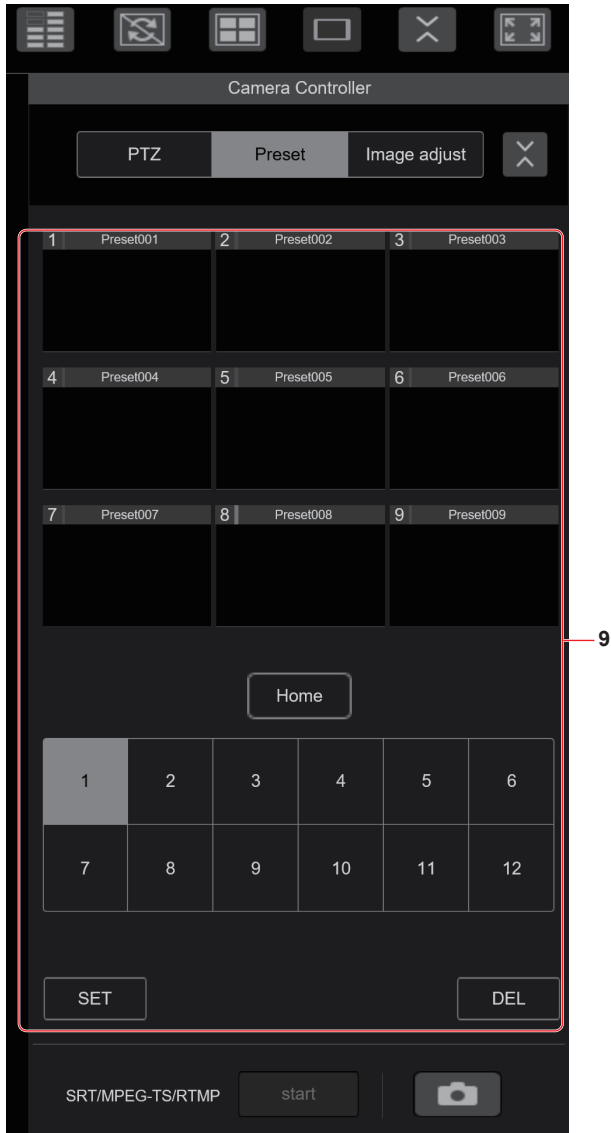 Camera Controller
PTZ Preset Image adjust
1 Preset001 2 Preset002 3 Preset003
4 Preset004 5 Preset005 6 Preset006
7 Preset007 8 Preset008 9 Preset009
9
Home
1 2 3 4 5 6
7 8 9 10 11 12
SET DEL
SRT/MPEG-TS/RTMP start